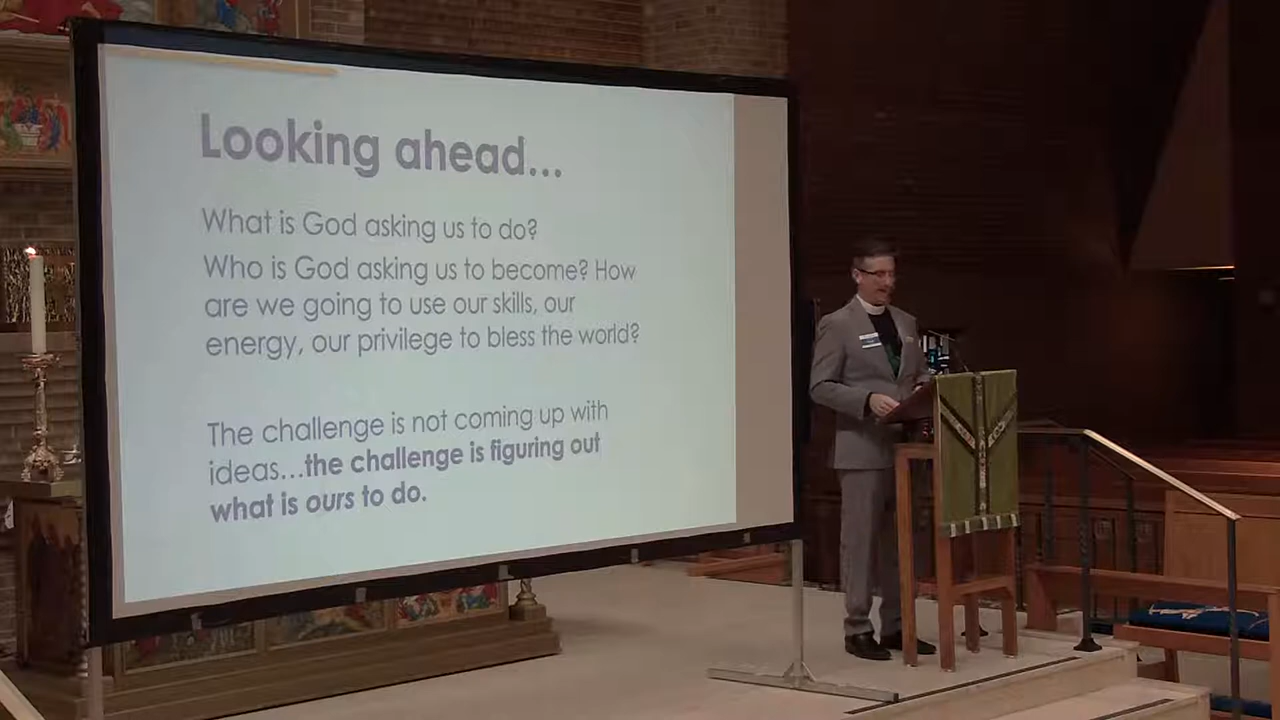 Looking ahead...
What is God asking us to do?
Who is God asking us to become? How
are we going to use our skills, our
energy, our privilege to bless the world?
The challenge is not coming up with
ideas...the challenge is figuring out
what is ours to do.